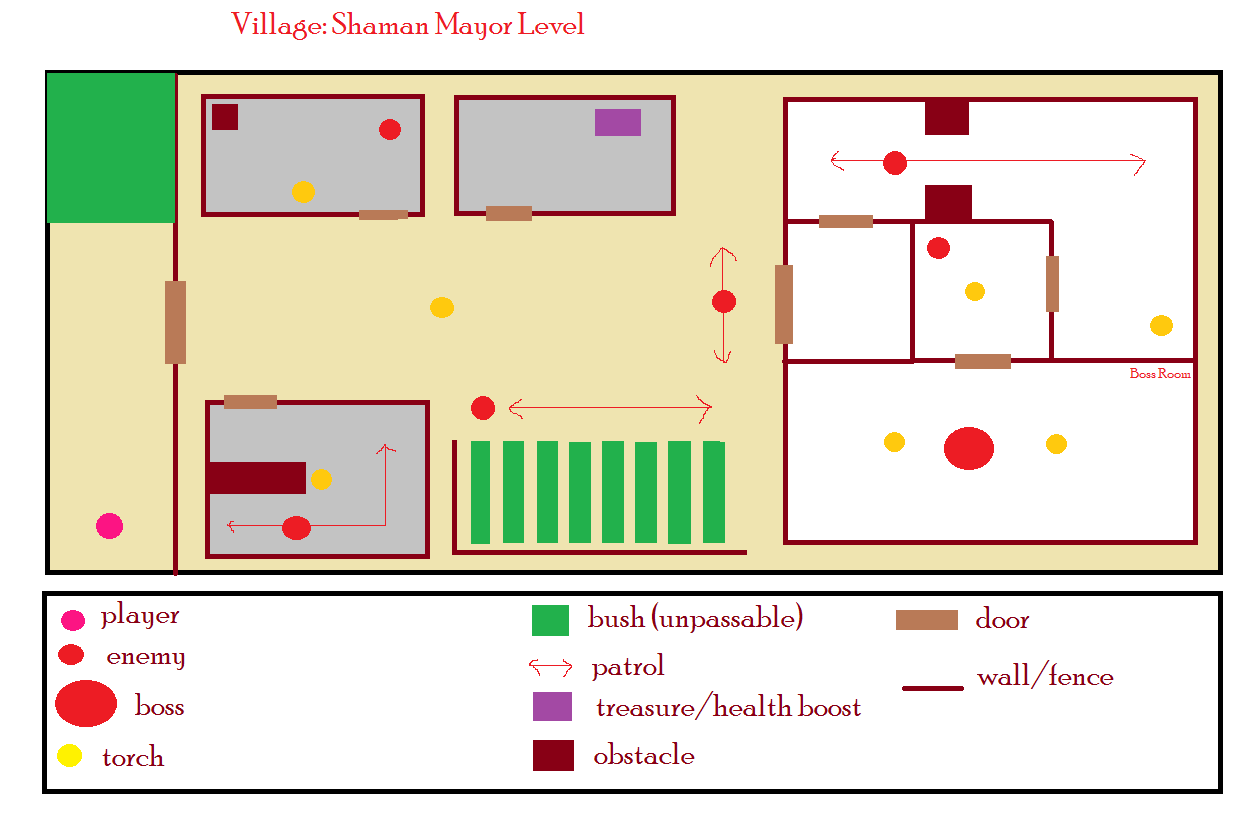 Village: Shaman Mayor Level
Boss Room
player
enemy
boss
torch
bush (unpassable)
patrol
treasure/health boost
obstacle
door
wall/fence